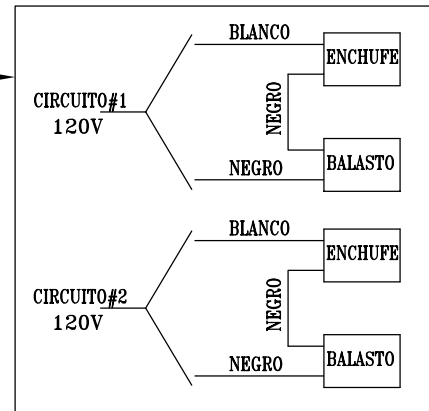 BLANCO
ENCHUFE
NEGRO
CIRCUITO#1
120V
NEGRO
BALASTO
BLANCO
ENCHUFE
NEGRO
CIRCUITO#2
120V
NEGRO
BALASTO